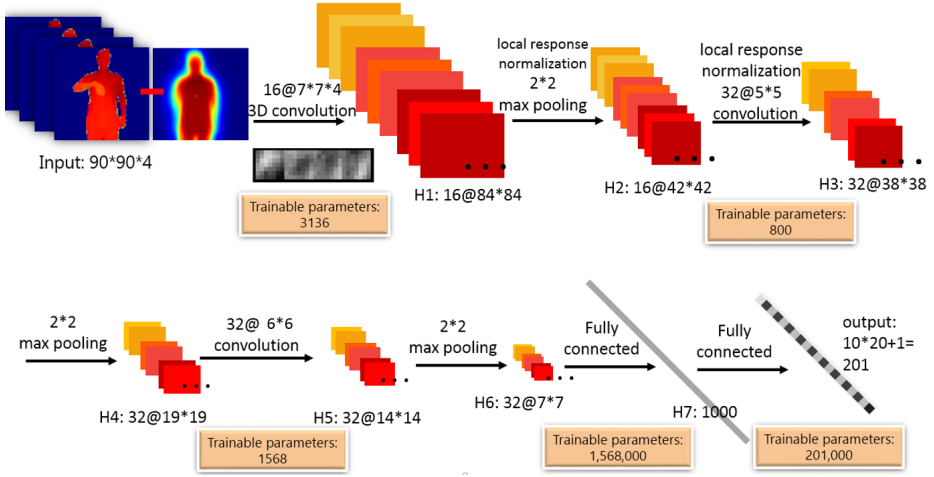 16@7*7*4
3D convolution
local response
normalization
2*2
max pooling
local response
normalization
32@5*5
convolution
Input: 90*90*4
H1: 16@84*84
H2: 16@42*42
H3: 32@38*38
Trainable parameters:
3136
Trainable parameters:
800
2*2
max pooling
32@ 6*6
convolution
2*2
max pooling
Fully
connected
Fully
connected
output:
10*20+1=
201
H4: 32@19*19
H5: 32@14*14
H6: 32@7*7
H7: 1000
Trainable parameters:
1568
Trainable parameters:
1,568,000
Trainable parameters:
201,000